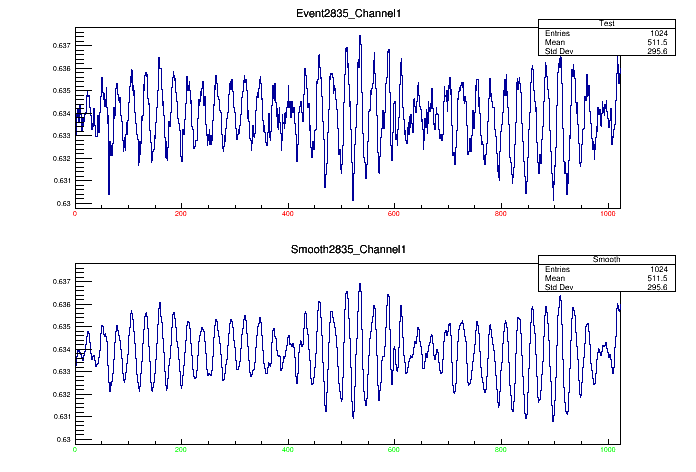 Event2835_Channel1
Test
Entries 1024
Mean 511.5
Std Dev 295.6
0.637
0.636
0.635
0.634
0.633
0.632
0.631
0.63
0 200 400 600 800 1000
Smooth2835_Channel1
Smooth
Entries 1024
Mean 511.5
Std Dev 295.6
0.637
0.636
0.635
0.634
0.633
0.632
0.631
0.63
0 200 400 600 800 1000